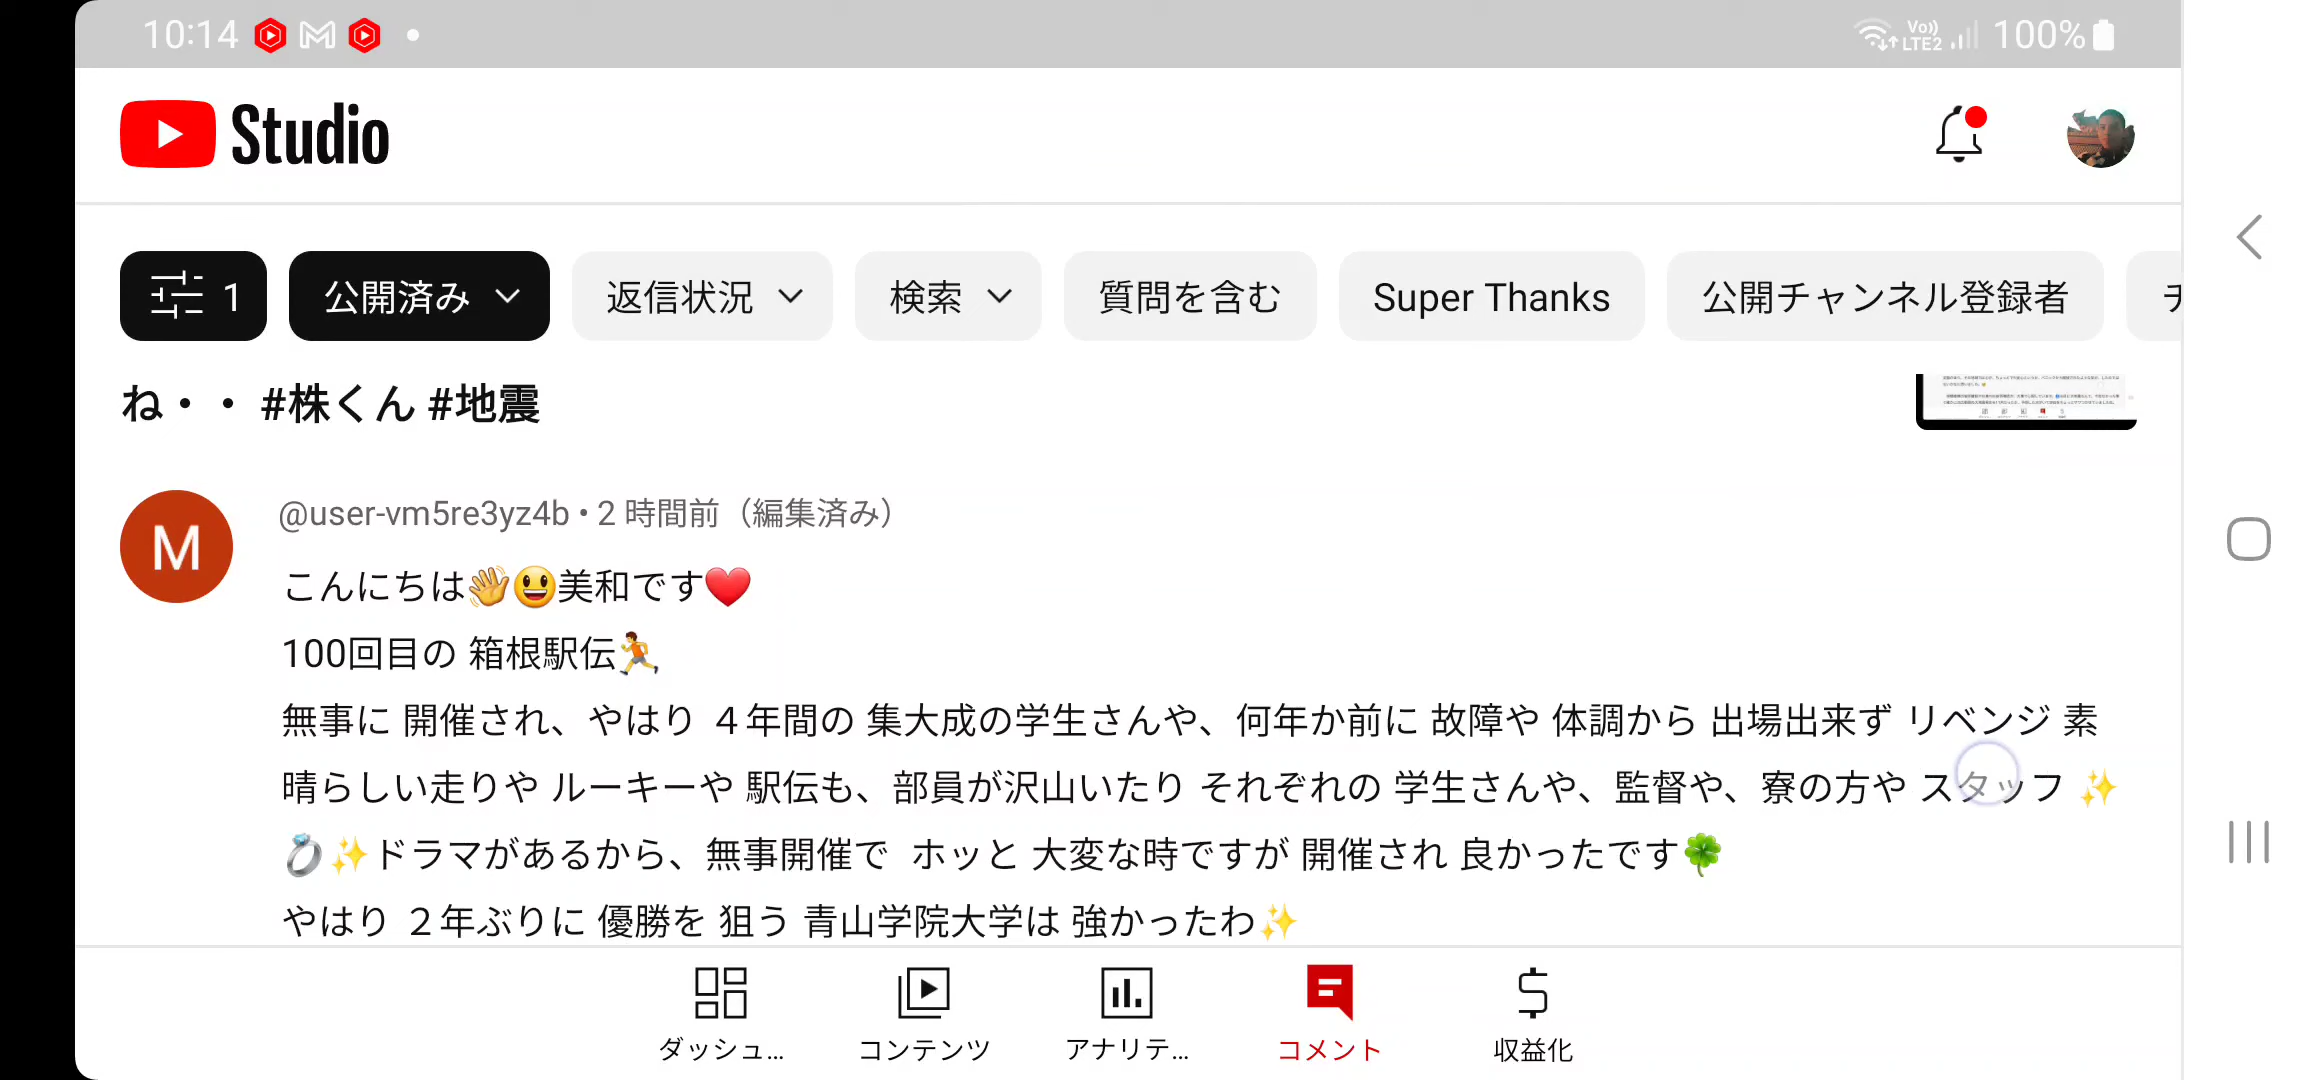 10:14
Vo)) LTE2 100%
Studio
1 公開済み 返信状況 検索 質問を含む Super Thanks 公開チャンネル登録者
ね・・ #株くん #地震
@user-vm5re3yz4b • 2 時間前（編集済み）
M
こんにちは👋😃美和です❤️
100回目の 箱根駅伝🏃
無事に 開催され、やはり ４年間の 集大成の学生さんや、何年か前に 故障や 体調から 出場出来ず リベンジ 素
晴らしい走りや ルーキーや 駅伝も、部員が沢山いたり それぞれの 学生さんや、監督や、寮の方や スタッフ ✨
💍✨ドラマがあるから、無事開催で ホッと 大変な時ですが 開催され 良かったです🍀
やはり ２年ぶりに 優勝を 狙う 青山学院大学は 強かったわ✨
ダッシュ... コンテンツ アナリテ... コメント 収益化